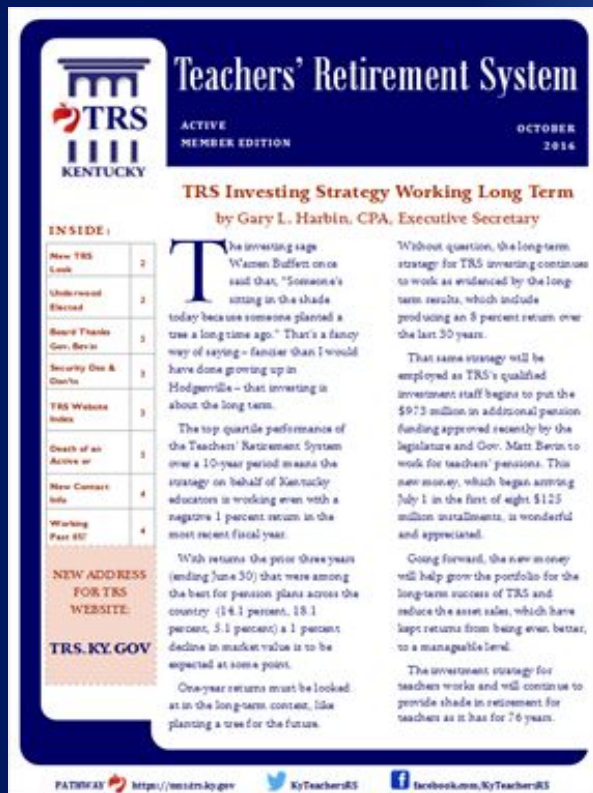 Teachers' Retirement System
TRS
KENTUCKY
ACTIVE
MEMBER EDITION
OCTOBER
2016
TRS Investing Strategy Working Long Term
by Gary L. Harbin, CPA, Executive Secretary
INSIDE:
New TRS
Look 2
Underwood
Elected 2
Board Thanks
Gov. Bevin
Security Dos &
Don'ts 3
TRS Website
Index 3
Death of an
Active or
New Contact
Info 4
Working
Past 65? 4
NEW ADDRESS
FOR TRS
WEBSITE:
TRS.KY.GOV
The investing sage
Warren Buffett once
said that, "Someone's
sitting in the shade
today because someone planted a
tree a long time ago." That's a fancy
way of saying – fancier than I would
have done growing up in
Hodgenville – that investing is
about the long term.
The top quartile performance of
the Teachers' Retirement System
over a 10-year period means the
strategy on behalf of Kentucky
educators is working even with a
negative 1 percent return in the
most recent fiscal year.
With returns the prior three years
(ending June 30) that were among
the best for pension plans across the
country (14.1 percent, 18.1
percent, 5.1 percent) a 1 percent
decline in market value is to be
expected at some point.
One-year returns must be looked
at in the long-term context, like
planting a tree for the future.
Without question, the long-term
strategy for TRS investing continues
to work as evidenced by the long-
term results, which include
producing an 8 percent return over
the last 30 years.
That same strategy will be
employed as TRS's qualified
investment staff begins to put the
$973 million in additional pension
funding approved recently by the
legislature and Gov. Matt Bevin to
work for teachers' pensions. This
new money, which began arriving
July 1 in the first of eight $125
million installments, is wonderful
and appreciated.
Going forward, the new money
will help grow the portfolio for the
long-term success of TRS and
reduce the asset sales, which have
kept returns from being even better,
to a manageable level.
The investment strategy for
teachers works and will continue to
provide shade in retirement for
teachers as it has for 76 years.
PATHWAY https://mss.trs.ky.gov KyTeachersRS facebook.com/KyTeachersRS